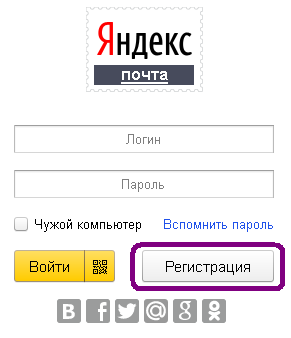 Яндекс
почта
Логин
Пароль
Чужой компьютер Вспомнить пароль
Войти Регистрация
B f @ g